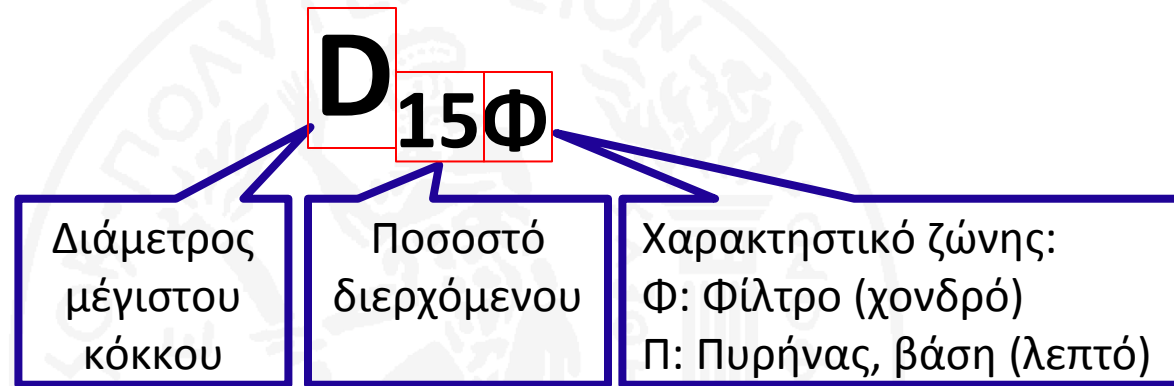 D15Φ
Διάμετρος
μέγιστου
κόκκου
Ποσοστό
διερχόμενου
Χαρακτηστικό ζώνης:
Φ: Φίλτρο (χονδρό)
Π: Πυρήνας, βάση (λεπτό)